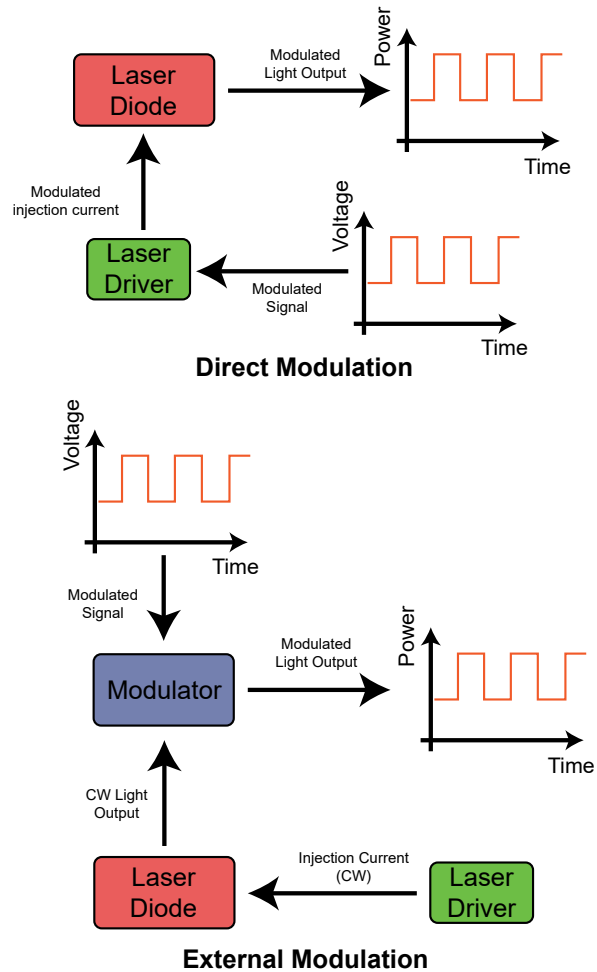 Laser
Diode
Modulated
Light Output
Power
Time
Modulated
injection current
Laser
Driver
Modulated
Signal
Voltage
Time
Direct Modulation
Voltage
Time
Modulated
Signal
Modulator
Modulated
Light Output
Power
Time
CW Light
Output
Laser
Diode
Injection Current
(CW)
Laser
Driver
External Modulation